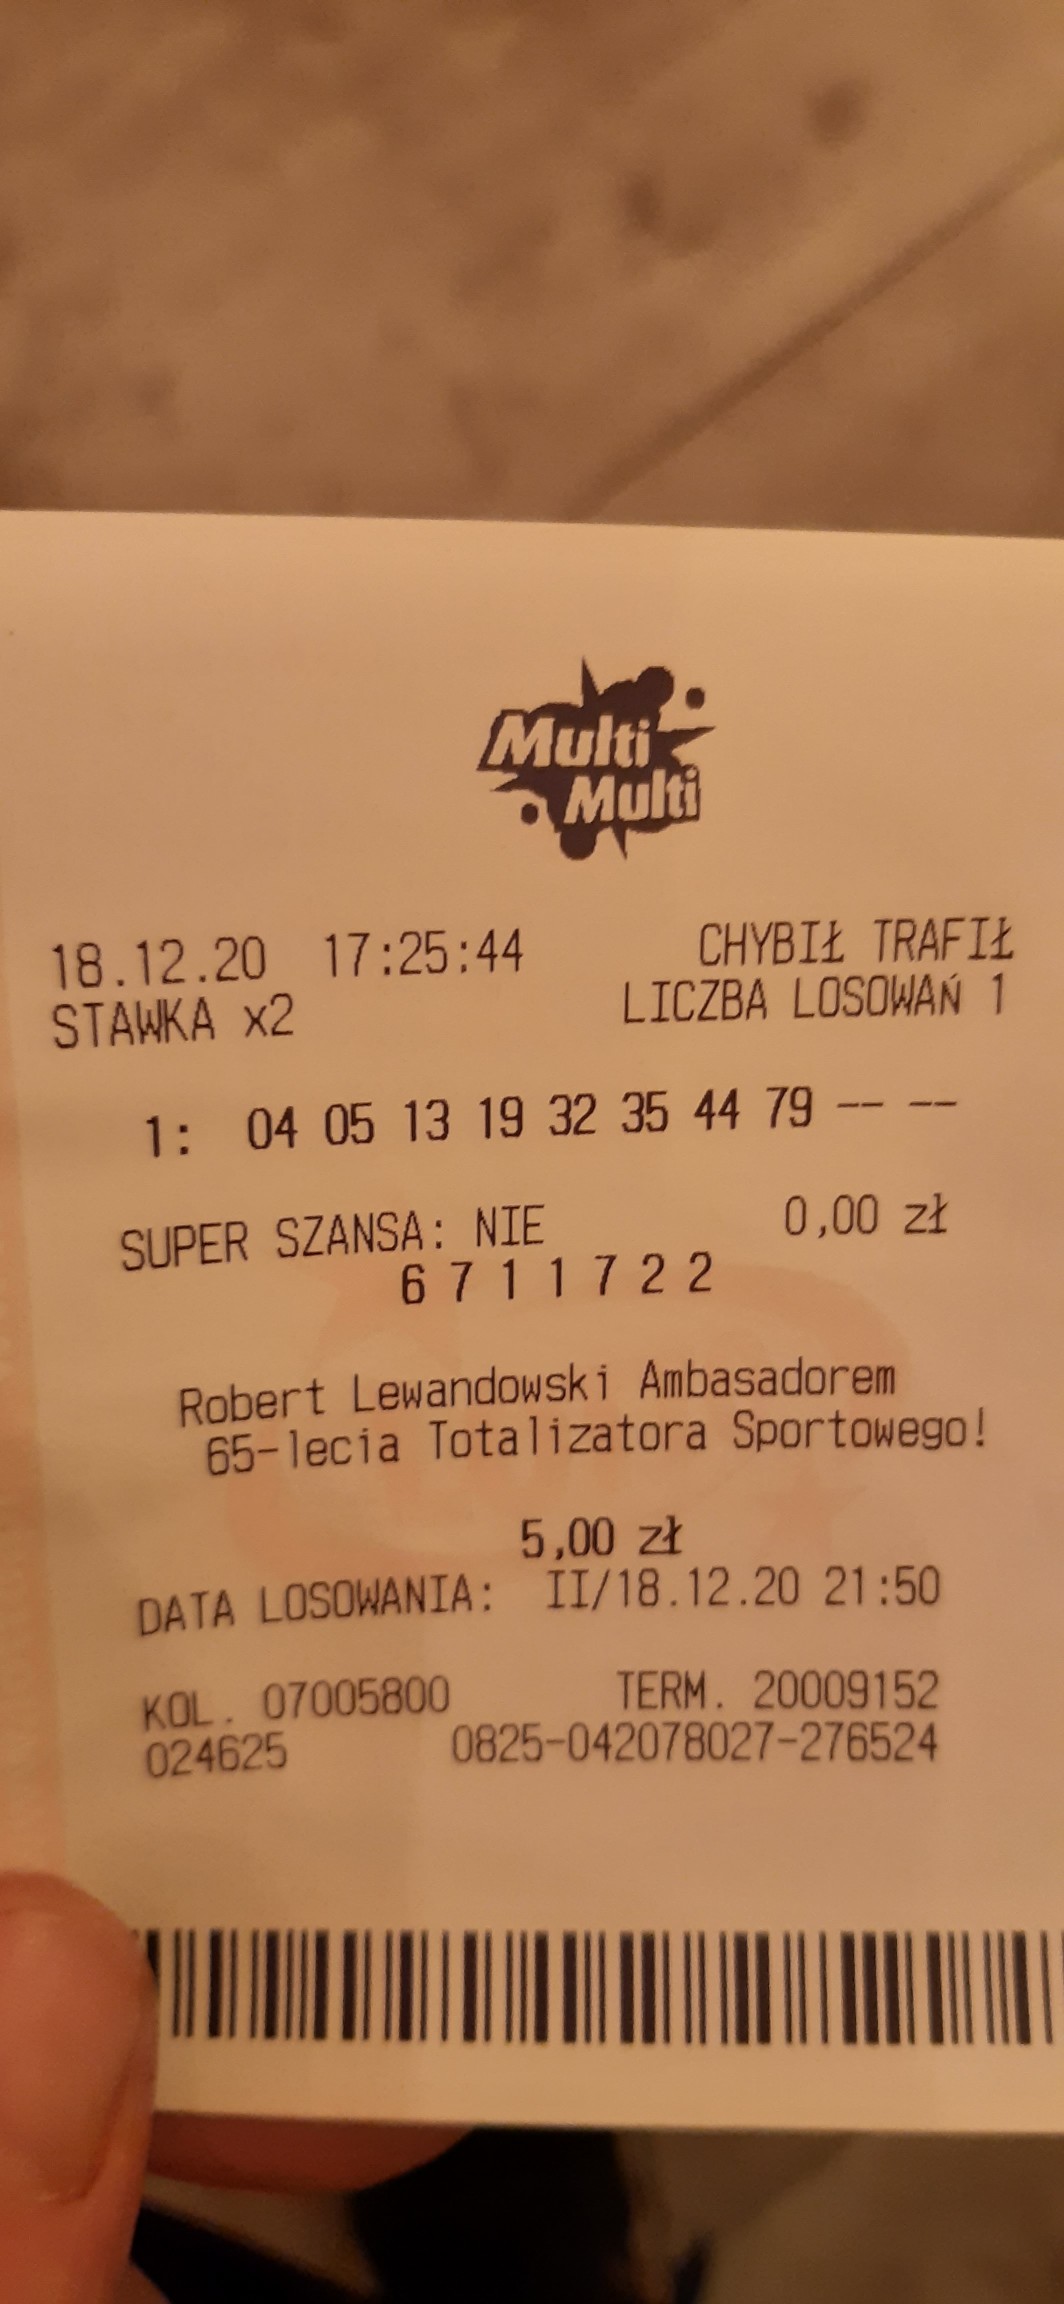 Multi
Multi
18.12.20 17:25:44 CHYBIŁ TRAFIŁ
STAWKA x2 LICZBA LOSOWAŃ 1
1: 04 05 13 19 32 35 44 79 -- --
SUPER SZANSA: NIE 0,00 zł
6 7 1 1 7 2 2
Robert Lewandowski Ambasadorem
65-lecia Totalizatora Sportowego!
5,00 zł
DATA LOSOWANIA: II/18.12.20 21:50
KOL. 07005800 TERM. 20009152
024625 0825-042078027-276524